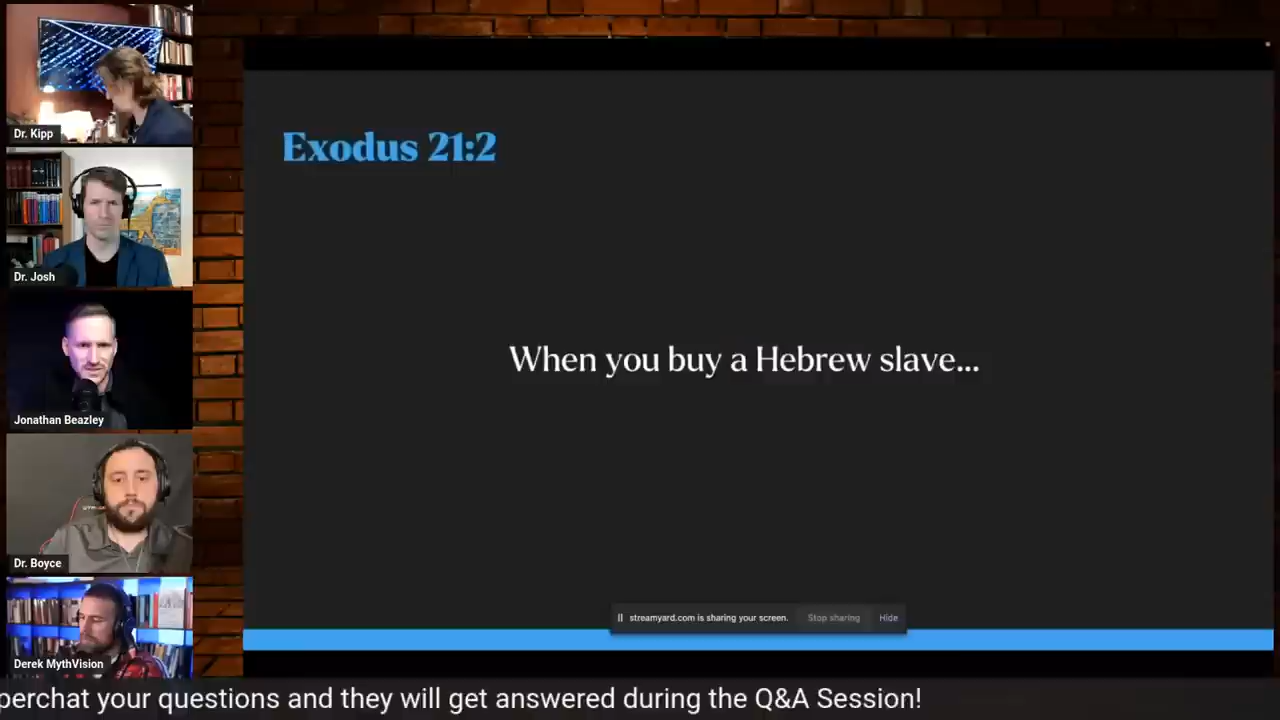 Dr. Kipp
Dr. Josh
Jonathan Beazley
Dr. Boyce
Derek MythVision
Exodus 21:2
When you buy a Hebrew slave...
streamyard.com is sharing your screen. Stop sharing Hide
perchat your questions and they will get answered during the Q&A Session!